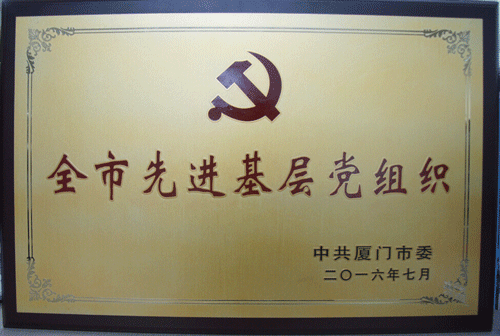 全市先进基层党组织
中共厦门市委
二〇一六年七月